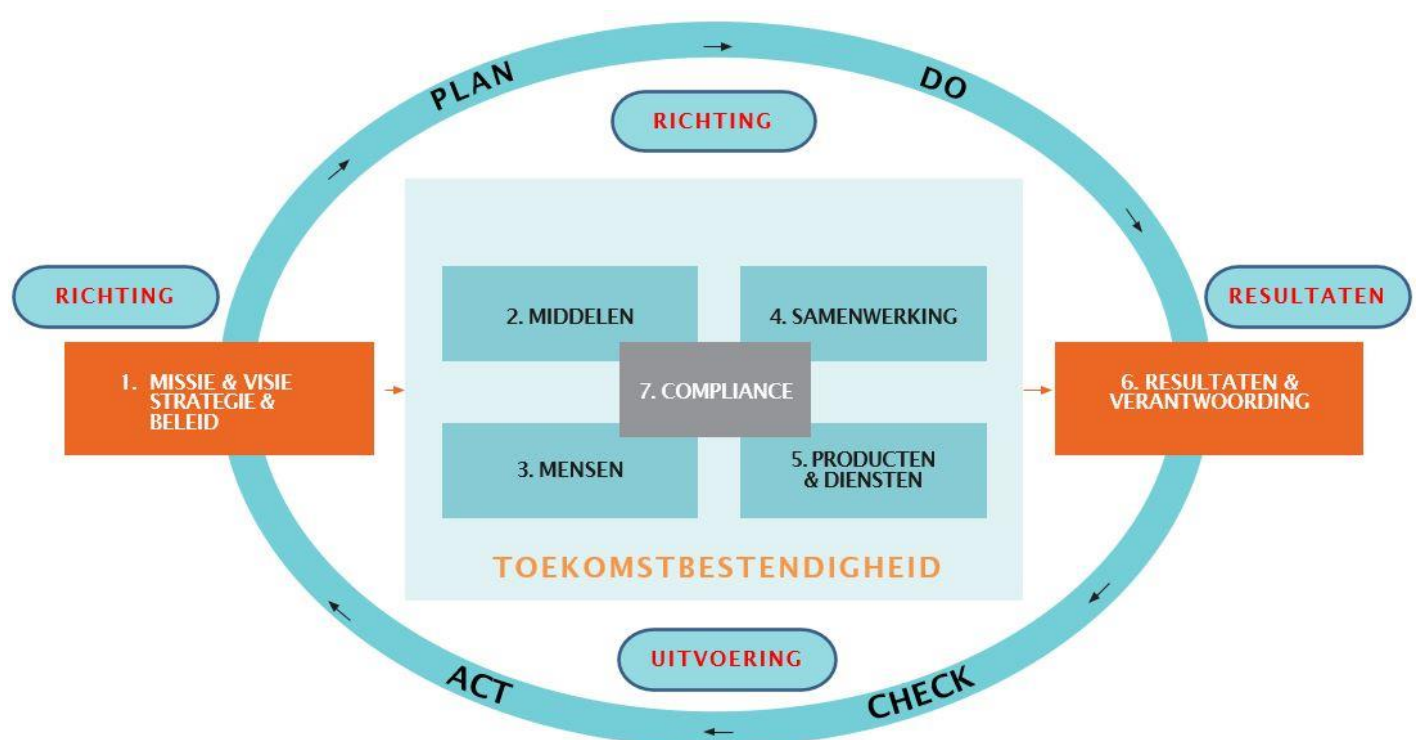 PLAN
DO
RICHTING
RICHTING
RESULTATEN
2. MIDDELEN
4. SAMENWERKING
1. MISSIE & VISIE
STRATEGIE &
BELEID
7. COMPLIANCE
6. RESULTATEN &
VERANTWOORDING
3. MENSEN
5. PRODUCTEN
& DIENSTEN
TOEKOMSTBESTENDIGHEID
UITVOERING
ACT
CHECK